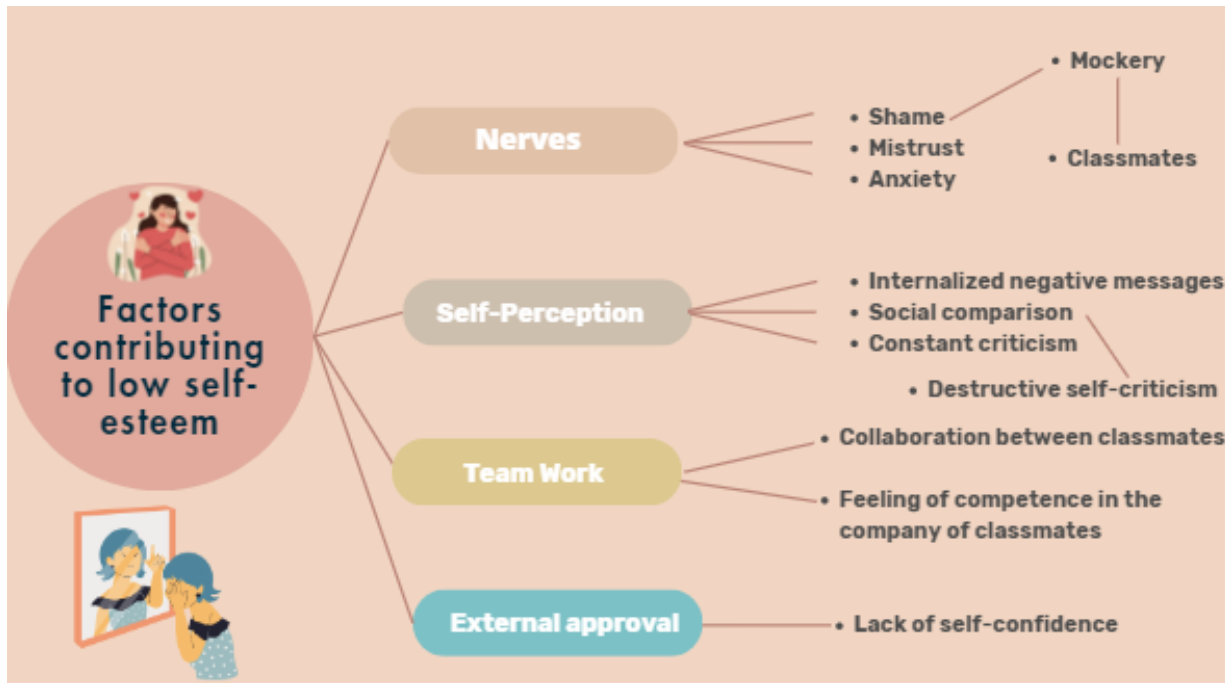 Factors
contributing
to low self-
esteem
Nerves
• Shame
• Mistrust
• Anxiety
• Mockery
• Classmates
Self-Perception
• Internalized negative messages
• Social comparison
• Constant criticism
• Destructive self-criticism
Team Work
• Collaboration between classmates
• Feeling of competence in the
company of classmates
External approval
• Lack of self-confidence